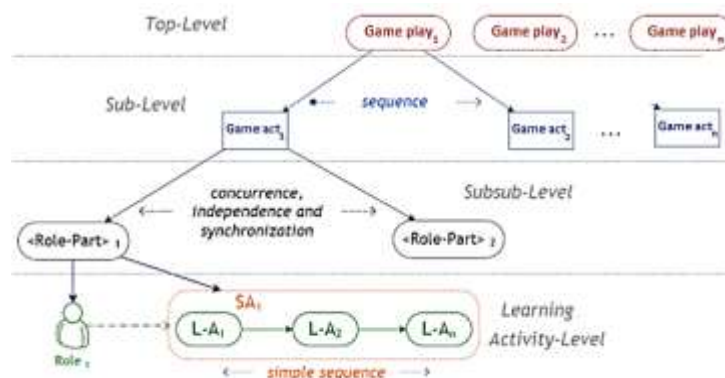 Top-Level
Game play₁
Game play₂
...
Game playₙ
Sub-Level
sequence
Game act₁
Game act₂
...
Game actₙ
Subsub-Level
concurrence,
independence and
synchronization
<Role-Part> ₁
<Role-Part> ₂
SA₁
L-A₁
L-A₂
L-Aₙ
Learning
Activity-Level
Role ₁
simple sequence